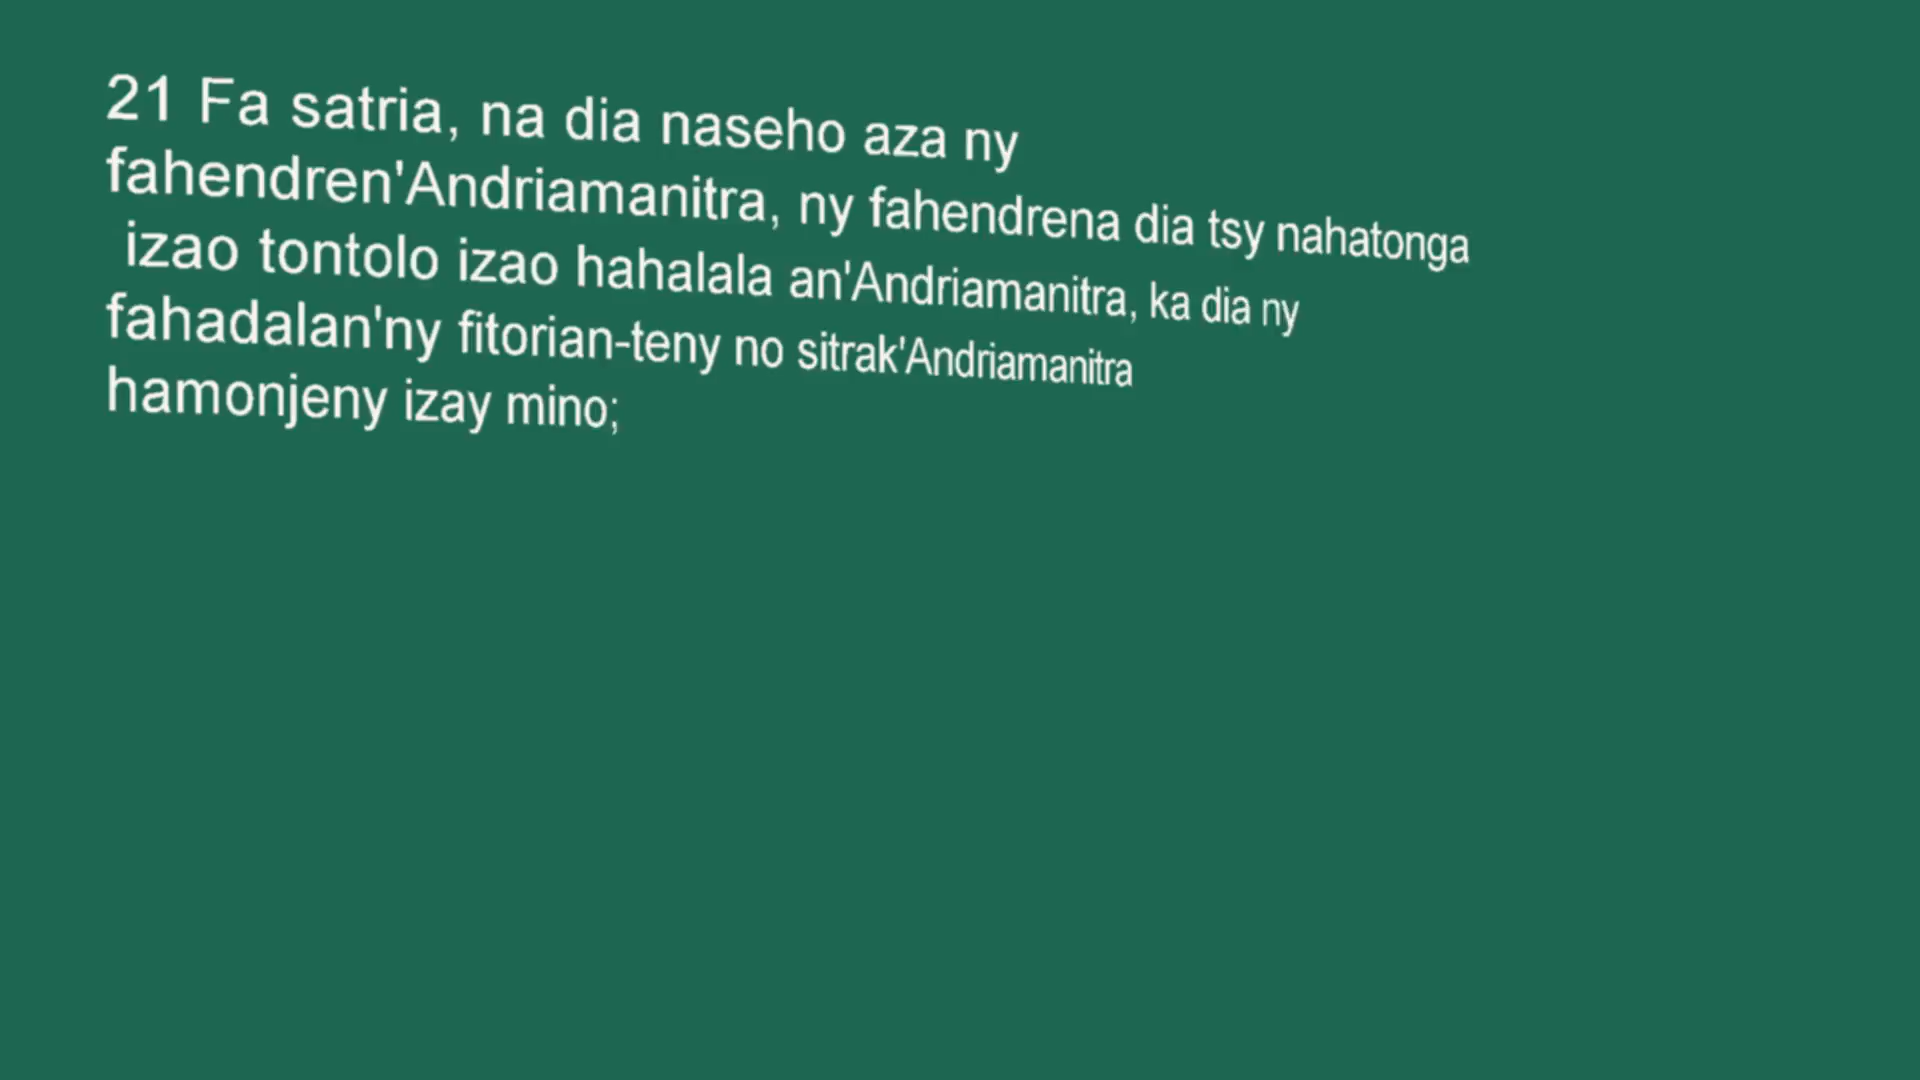 21 Fa satria, na dia naseho aza ny
fahendren'Andriamanitra, ny fahendrena dia tsy nahatonga
izao tontolo izao hahalala an'Andriamanitra, ka dia ny
fahadalan'ny fitorian-teny no sitrak'Andriamanitra
hamonjeny izay mino;